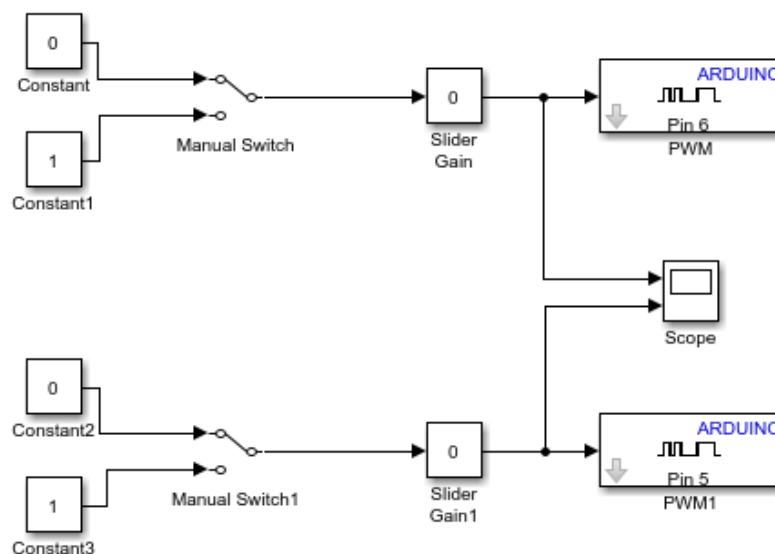 0
Constant
1
Constant1
Manual Switch
0
Slider
Gain
ARDUINO
Pin 6
PWM
Scope
0
Constant2
1
Constant3
Manual Switch1
0
Slider
Gain1
ARDUINO
Pin 5
PWM1